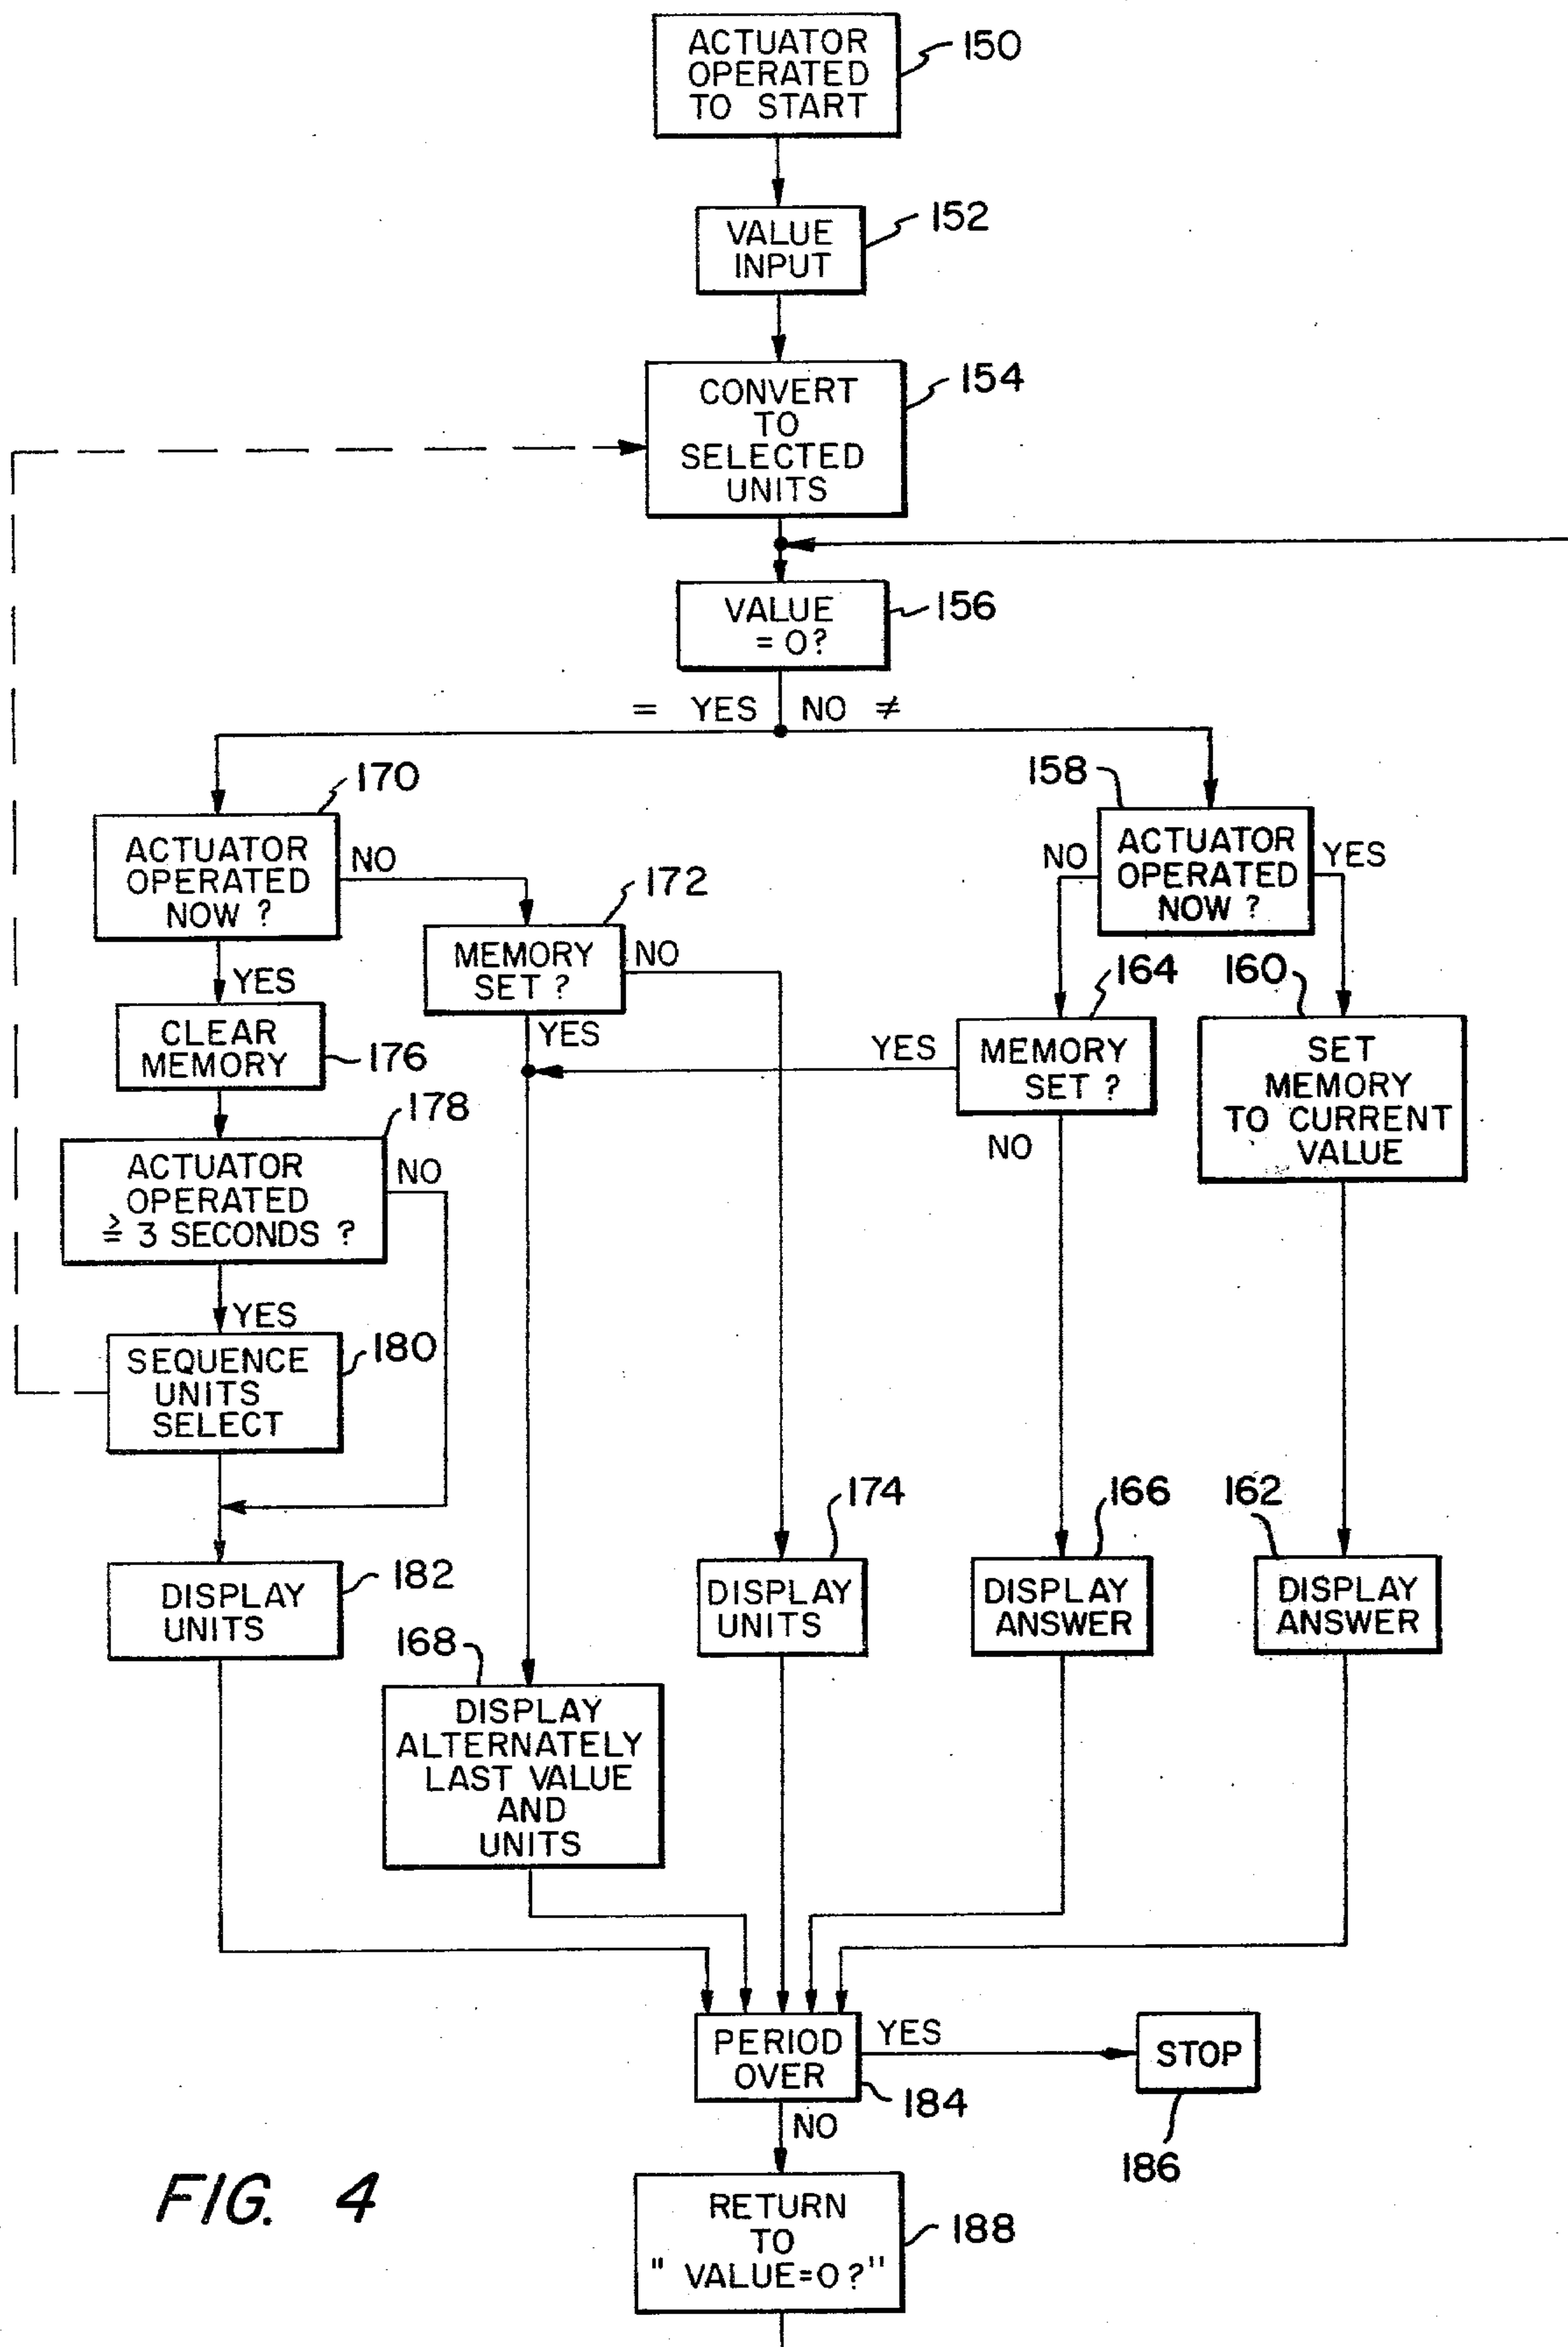 ACTUATOR
OPERATED
TO START
150
VALUE
INPUT
152
CONVERT
TO
SELECTED
UNITS
154
VALUE
= 0?
156
= YES NO ≠
170
ACTUATOR
OPERATED
NOW ?
NO
YES
158
ACTUATOR
OPERATED
NOW ?
NO
YES
172
MEMORY
SET ?
NO
YES
CLEAR
MEMORY
176
164
MEMORY
SET ?
YES
NO
160
SET
MEMORY
TO CURRENT
VALUE
178
ACTUATOR
OPERATED
≧ 3 SECONDS ?
NO
YES
180
SEQUENCE
UNITS
SELECT
182
DISPLAY
UNITS
168
DISPLAY
ALTERNATELY
LAST VALUE
AND
UNITS
174
DISPLAY
UNITS
166
DISPLAY
ANSWER
162
DISPLAY
ANSWER
PERIOD
OVER
184
YES
NO
STOP
186
RETURN
TO
" VALUE=0?"
188
FIG. 4